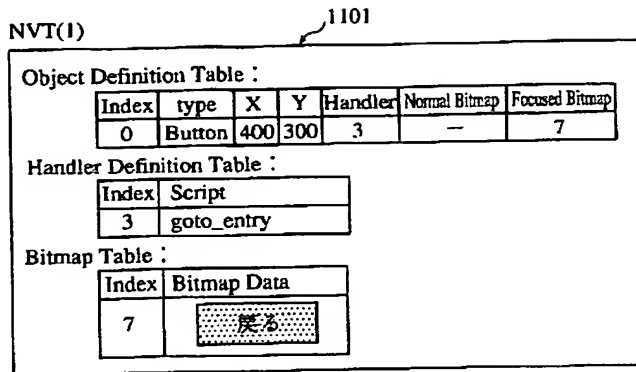 NVT(1)
1101
Object Definition Table :
Index type X Y Handler Normal Bitmap Focused Bitmap
0 Button 400 300 3 — 7
Handler Definition Table :
Index Script
3 goto_entry
Bitmap Table :
Index Bitmap Data
7 戻る